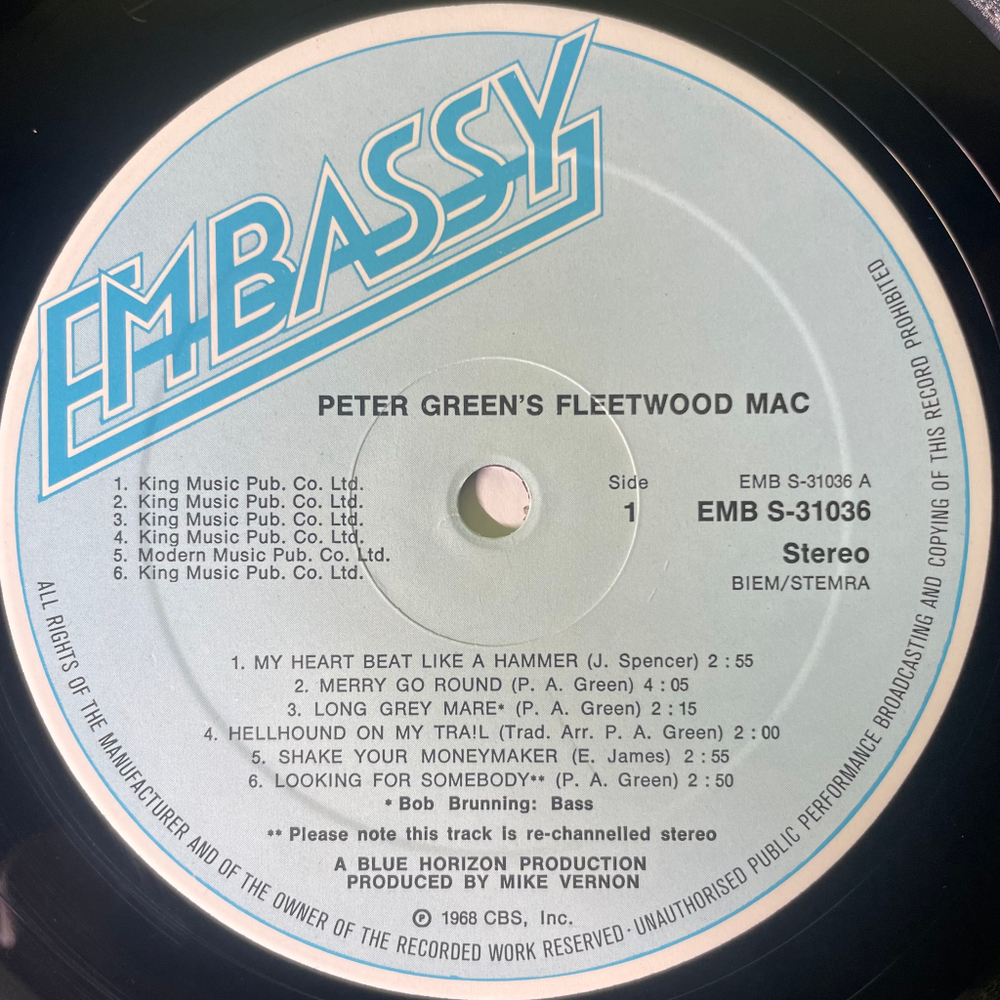 EMBASSY
PETER GREEN'S FLEETWOOD MAC
1. King Music Pub. Co. Ltd.
2. King Music Pub. Co. Ltd.
3. King Music Pub. Co. Ltd.
4. King Music Pub. Co. Ltd.
5. Modern Music Pub. Co. Ltd.
6. King Music Pub. Co. Ltd.
Side
1
EMB S-31036 A
EMB S-31036
Stereo
BIEM/STEMRA
1. MY HEART BEAT LIKE A HAMMER (J. Spencer) 2 : 55
2. MERRY GO ROUND (P. A. Green) 4 : 05
3. LONG GREY MARE* (P. A. Green) 2 : 15
4. HELLHOUND ON MY TRA!L (Trad. Arr. P. A. Green) 2 : 00
5. SHAKE YOUR MONEYMAKER (E. James) 2 : 55
6. LOOKING FOR SOMEBODY** (P. A. Green) 2 : 50
* Bob Brunning: Bass
** Please note this track is re-channelled stereo
A BLUE HORIZON PRODUCTION
PRODUCED BY MIKE VERNON
℗ 1968 CBS, Inc.
ALL RIGHTS OF THE MANUFACTURER AND OF THE OWNER OF THE RECORDED WORK RESERVED · UNAUTHORISED PUBLIC PERFORMANCE BROADCASTING AND COPYING OF THIS RECORD PROHIBITED